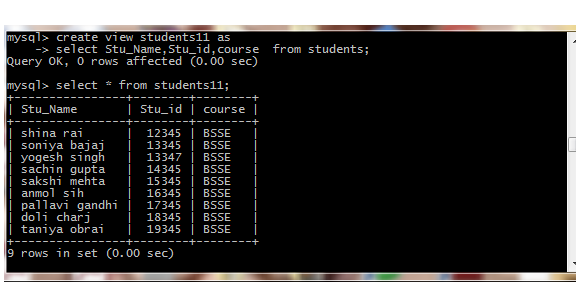 mysql> create view students11 as
    -> select Stu_Name,Stu_id,course  from students;
Query OK, 0 rows affected (0.00 sec)
mysql> select * from students11;
+----------------+--------+--------+
| Stu_Name       | Stu_id | course |
+----------------+--------+--------+
| shina rai      |  12345 | BSSE   |
| soniya bajaj   |  13345 | BSSE   |
| yogesh singh   |  13347 | BSSE   |
| sachin gupta   |  14345 | BSSE   |
| sakshi mehta   |  15345 | BSSE   |
| anmol sih      |  16345 | BSSE   |
| pallavi gandhi |  17345 | BSSE   |
| doli charj     |  18345 | BSSE   |
| taniya obrai   |  19345 | BSSE   |
+----------------+--------+--------+
9 rows in set (0.00 sec)